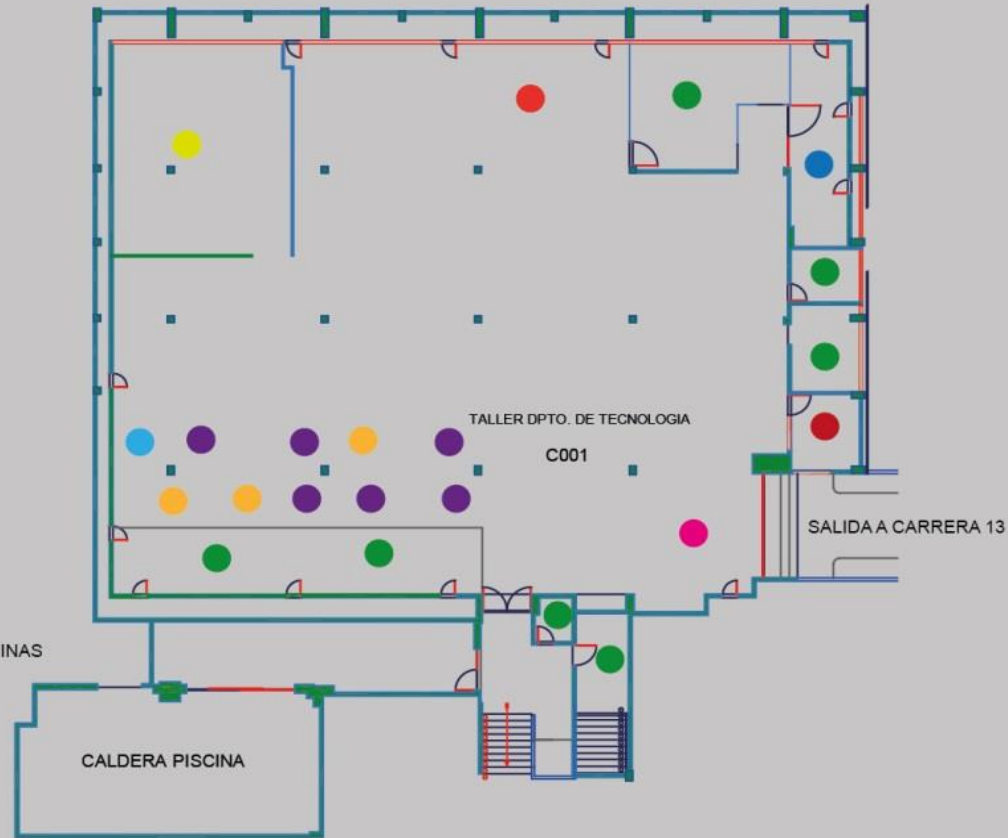 TALLER DPTO. DE TECNOLOGIA
C001
SALIDA A CARRERA 13
INAS
CALDERA PISCINA